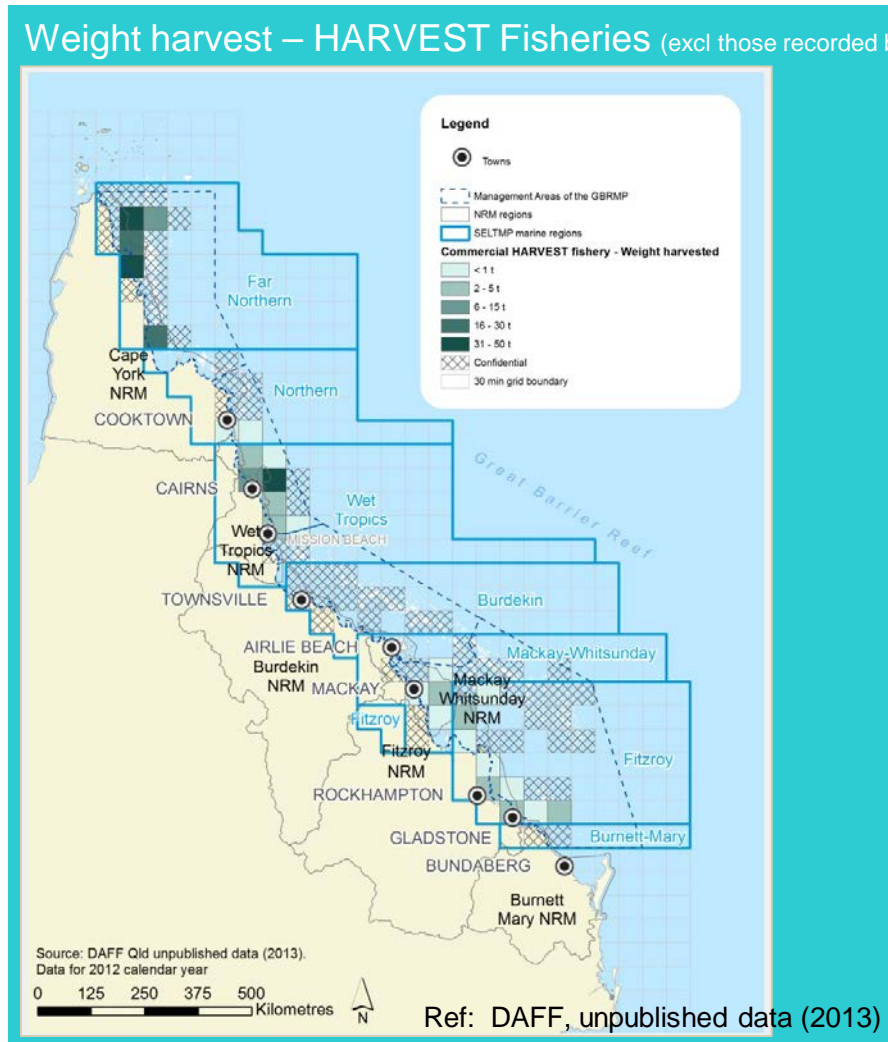 Weight harvest – HARVEST Fisheries (excl those recorded b
Legend
Towns
Management Areas of the GBRMP
NRM regions
SELTMP marine regions
Commercial HARVEST fishery - Weight harvested
< 1 t
2 - 5 t
6 - 15 t
16 - 30 t
31 - 50 t
Confidential
30 min grid boundary
Far
Northern
Cape
York
NRM
Northern
COOKTOWN
Great Barrier Reef
CAIRNS
Wet
Tropics
Wet
Tropics
NRM
MISSION BEACH
TOWNSVILLE
Burdekin
AIRLIE BEACH
Mackay-Whitsunday
Burdekin
NRM
MACKAY
Mackay
Whitsunday
NRM
Fitzroy
Fitzroy
Fitzroy
NRM
ROCKHAMPTON
GLADSTONE
Burnett-Mary
BUNDABERG
Burnett
Mary NRM
Source: DAFF Qld unpublished data (2013).
Data for 2012 calendar year
0 125 250 375 500
Kilometres
N
Ref: DAFF, unpublished data (2013)